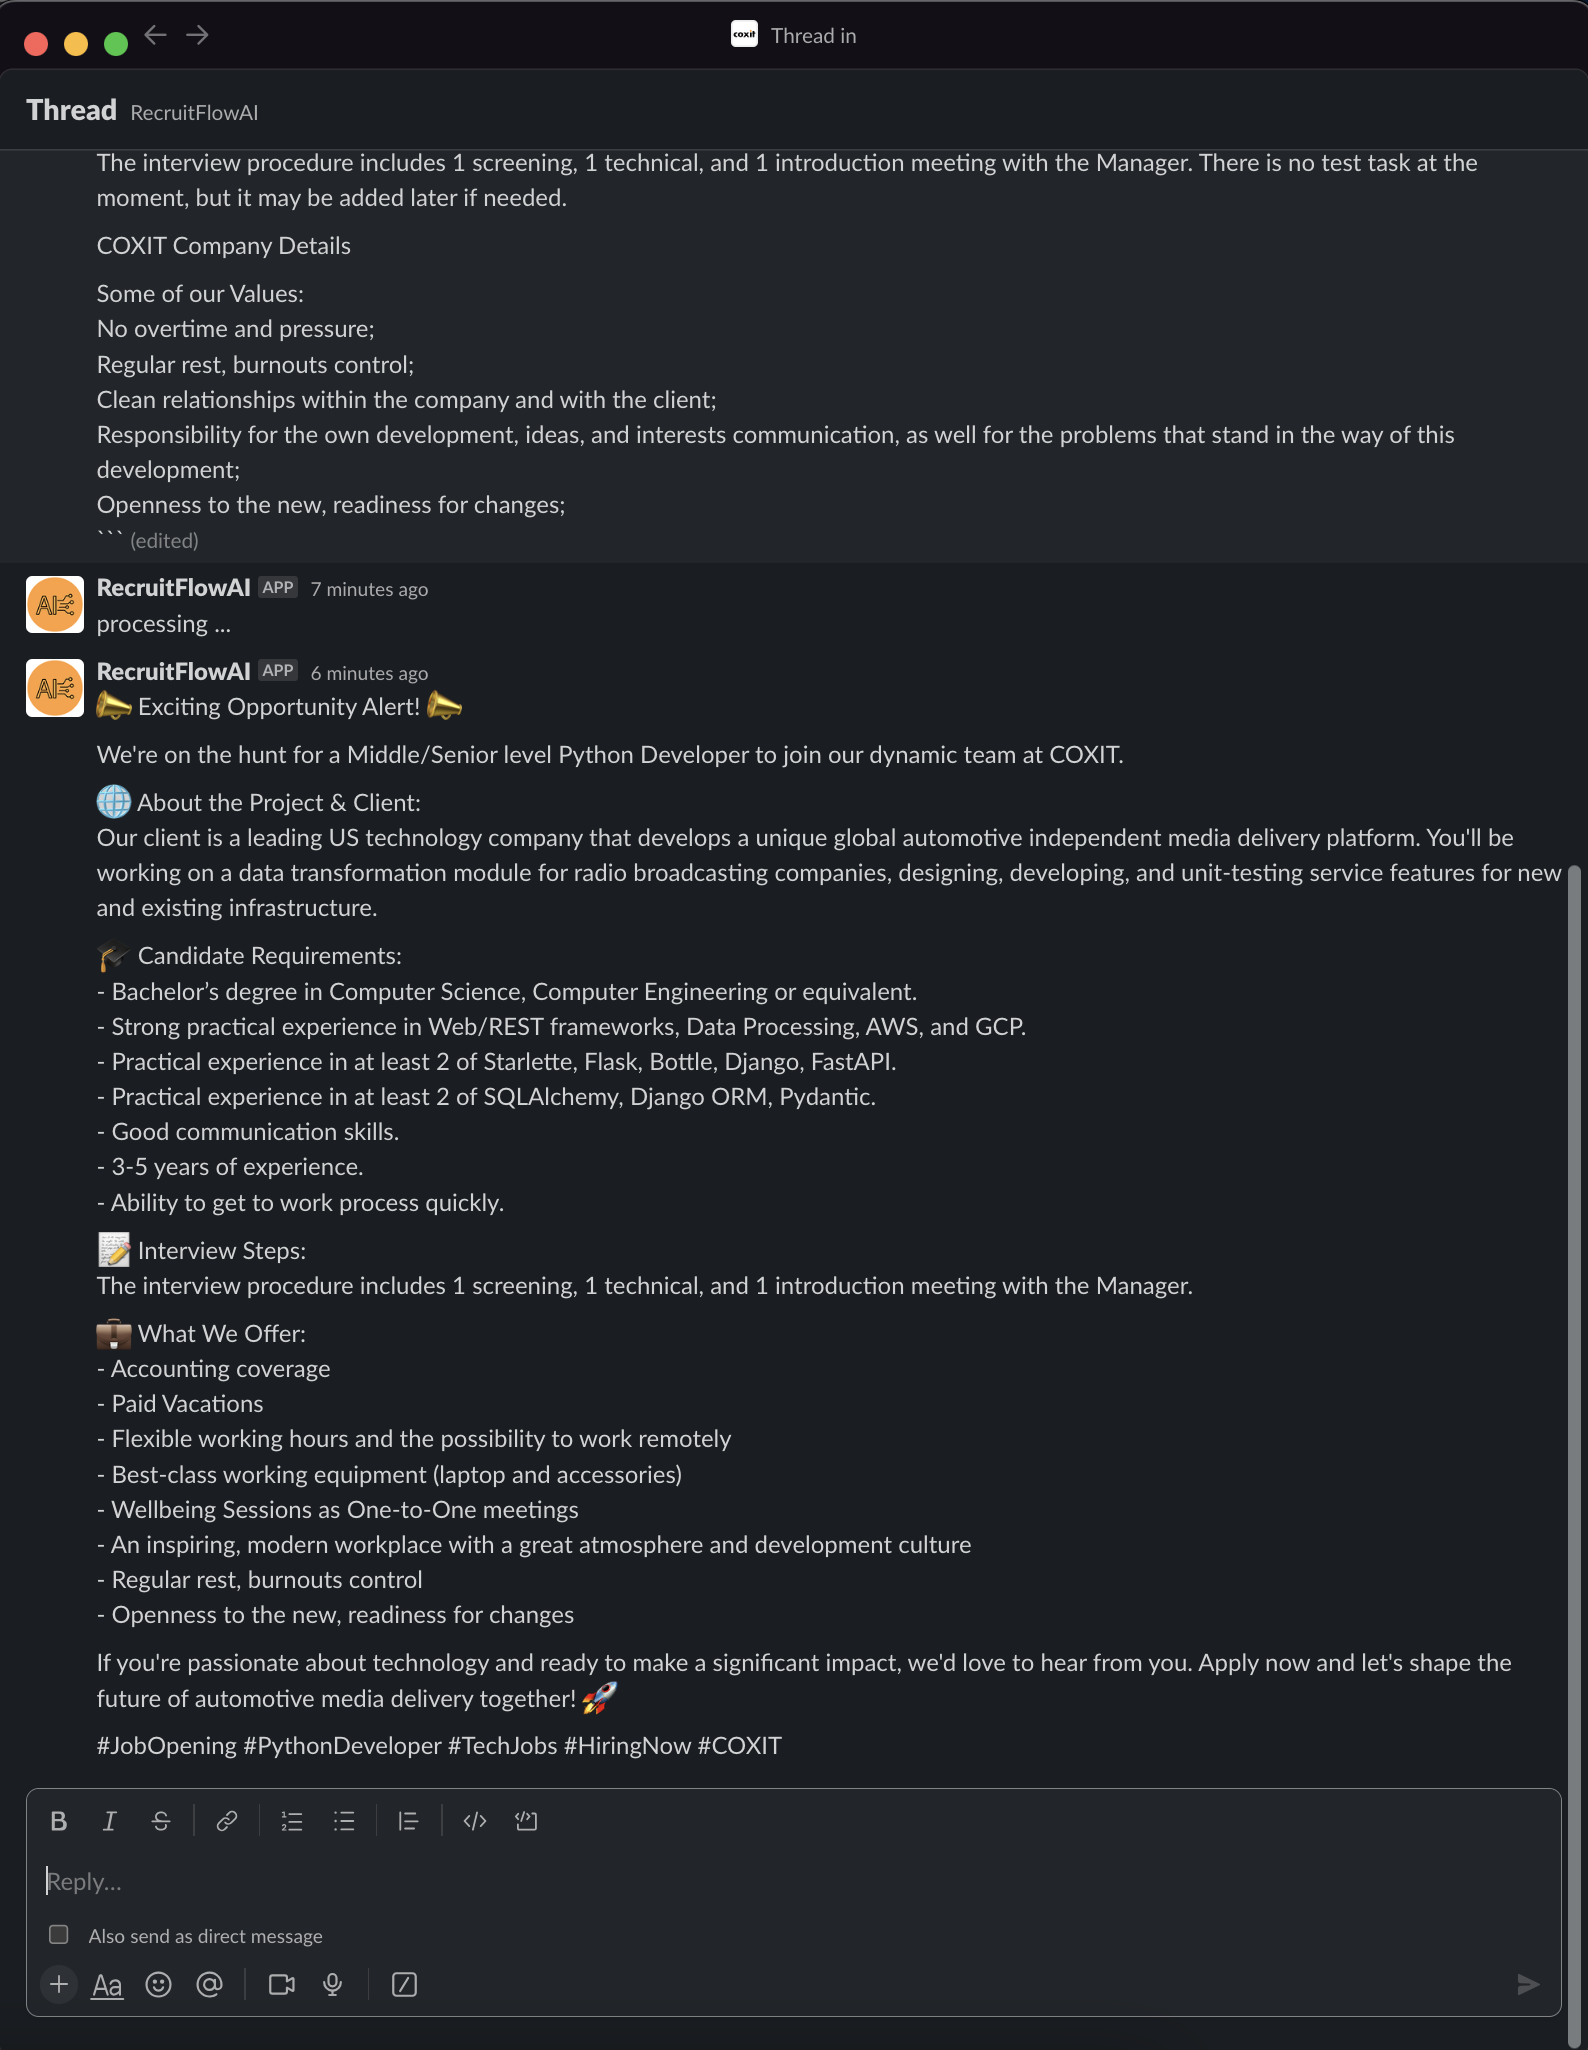 coxit Thread in
Thread RecruitFlowAI
The interview procedure includes 1 screening, 1 technical, and 1 introduction meeting with the Manager. There is no test task at the
moment, but it may be added later if needed.
COXIT Company Details
Some of our Values:
No overtime and pressure;
Regular rest, burnouts control;
Clean relationships within the company and with the client;
Responsibility for the own development, ideas, and interests communication, as well for the problems that stand in the way of this
development;
Openness to the new, readiness for changes;
``` (edited)
AI RecruitFlowAI APP 7 minutes ago
processing ...
AI RecruitFlowAI APP 6 minutes ago
Exciting Opportunity Alert!
We're on the hunt for a Middle/Senior level Python Developer to join our dynamic team at COXIT.
About the Project & Client:
Our client is a leading US technology company that develops a unique global automotive independent media delivery platform. You'll be
working on a data transformation module for radio broadcasting companies, designing, developing, and unit-testing service features for new
and existing infrastructure.
Candidate Requirements:
- Bachelor’s degree in Computer Science, Computer Engineering or equivalent.
- Strong practical experience in Web/REST frameworks, Data Processing, AWS, and GCP.
- Practical experience in at least 2 of Starlette, Flask, Bottle, Django, FastAPI.
- Practical experience in at least 2 of SQLAlchemy, Django ORM, Pydantic.
- Good communication skills.
- 3-5 years of experience.
- Ability to get to work process quickly.
Interview Steps:
The interview procedure includes 1 screening, 1 technical, and 1 introduction meeting with the Manager.
What We Offer:
- Accounting coverage
- Paid Vacations
- Flexible working hours and the possibility to work remotely
- Best-class working equipment (laptop and accessories)
- Wellbeing Sessions as One-to-One meetings
- An inspiring, modern workplace with a great atmosphere and development culture
- Regular rest, burnouts control
- Openness to the new, readiness for changes
If you're passionate about technology and ready to make a significant impact, we'd love to hear from you. Apply now and let's shape the
future of automotive media delivery together!
#JobOpening #PythonDeveloper #TechJobs #HiringNow #COXIT
B I S
Reply...
Also send as direct message
Aa